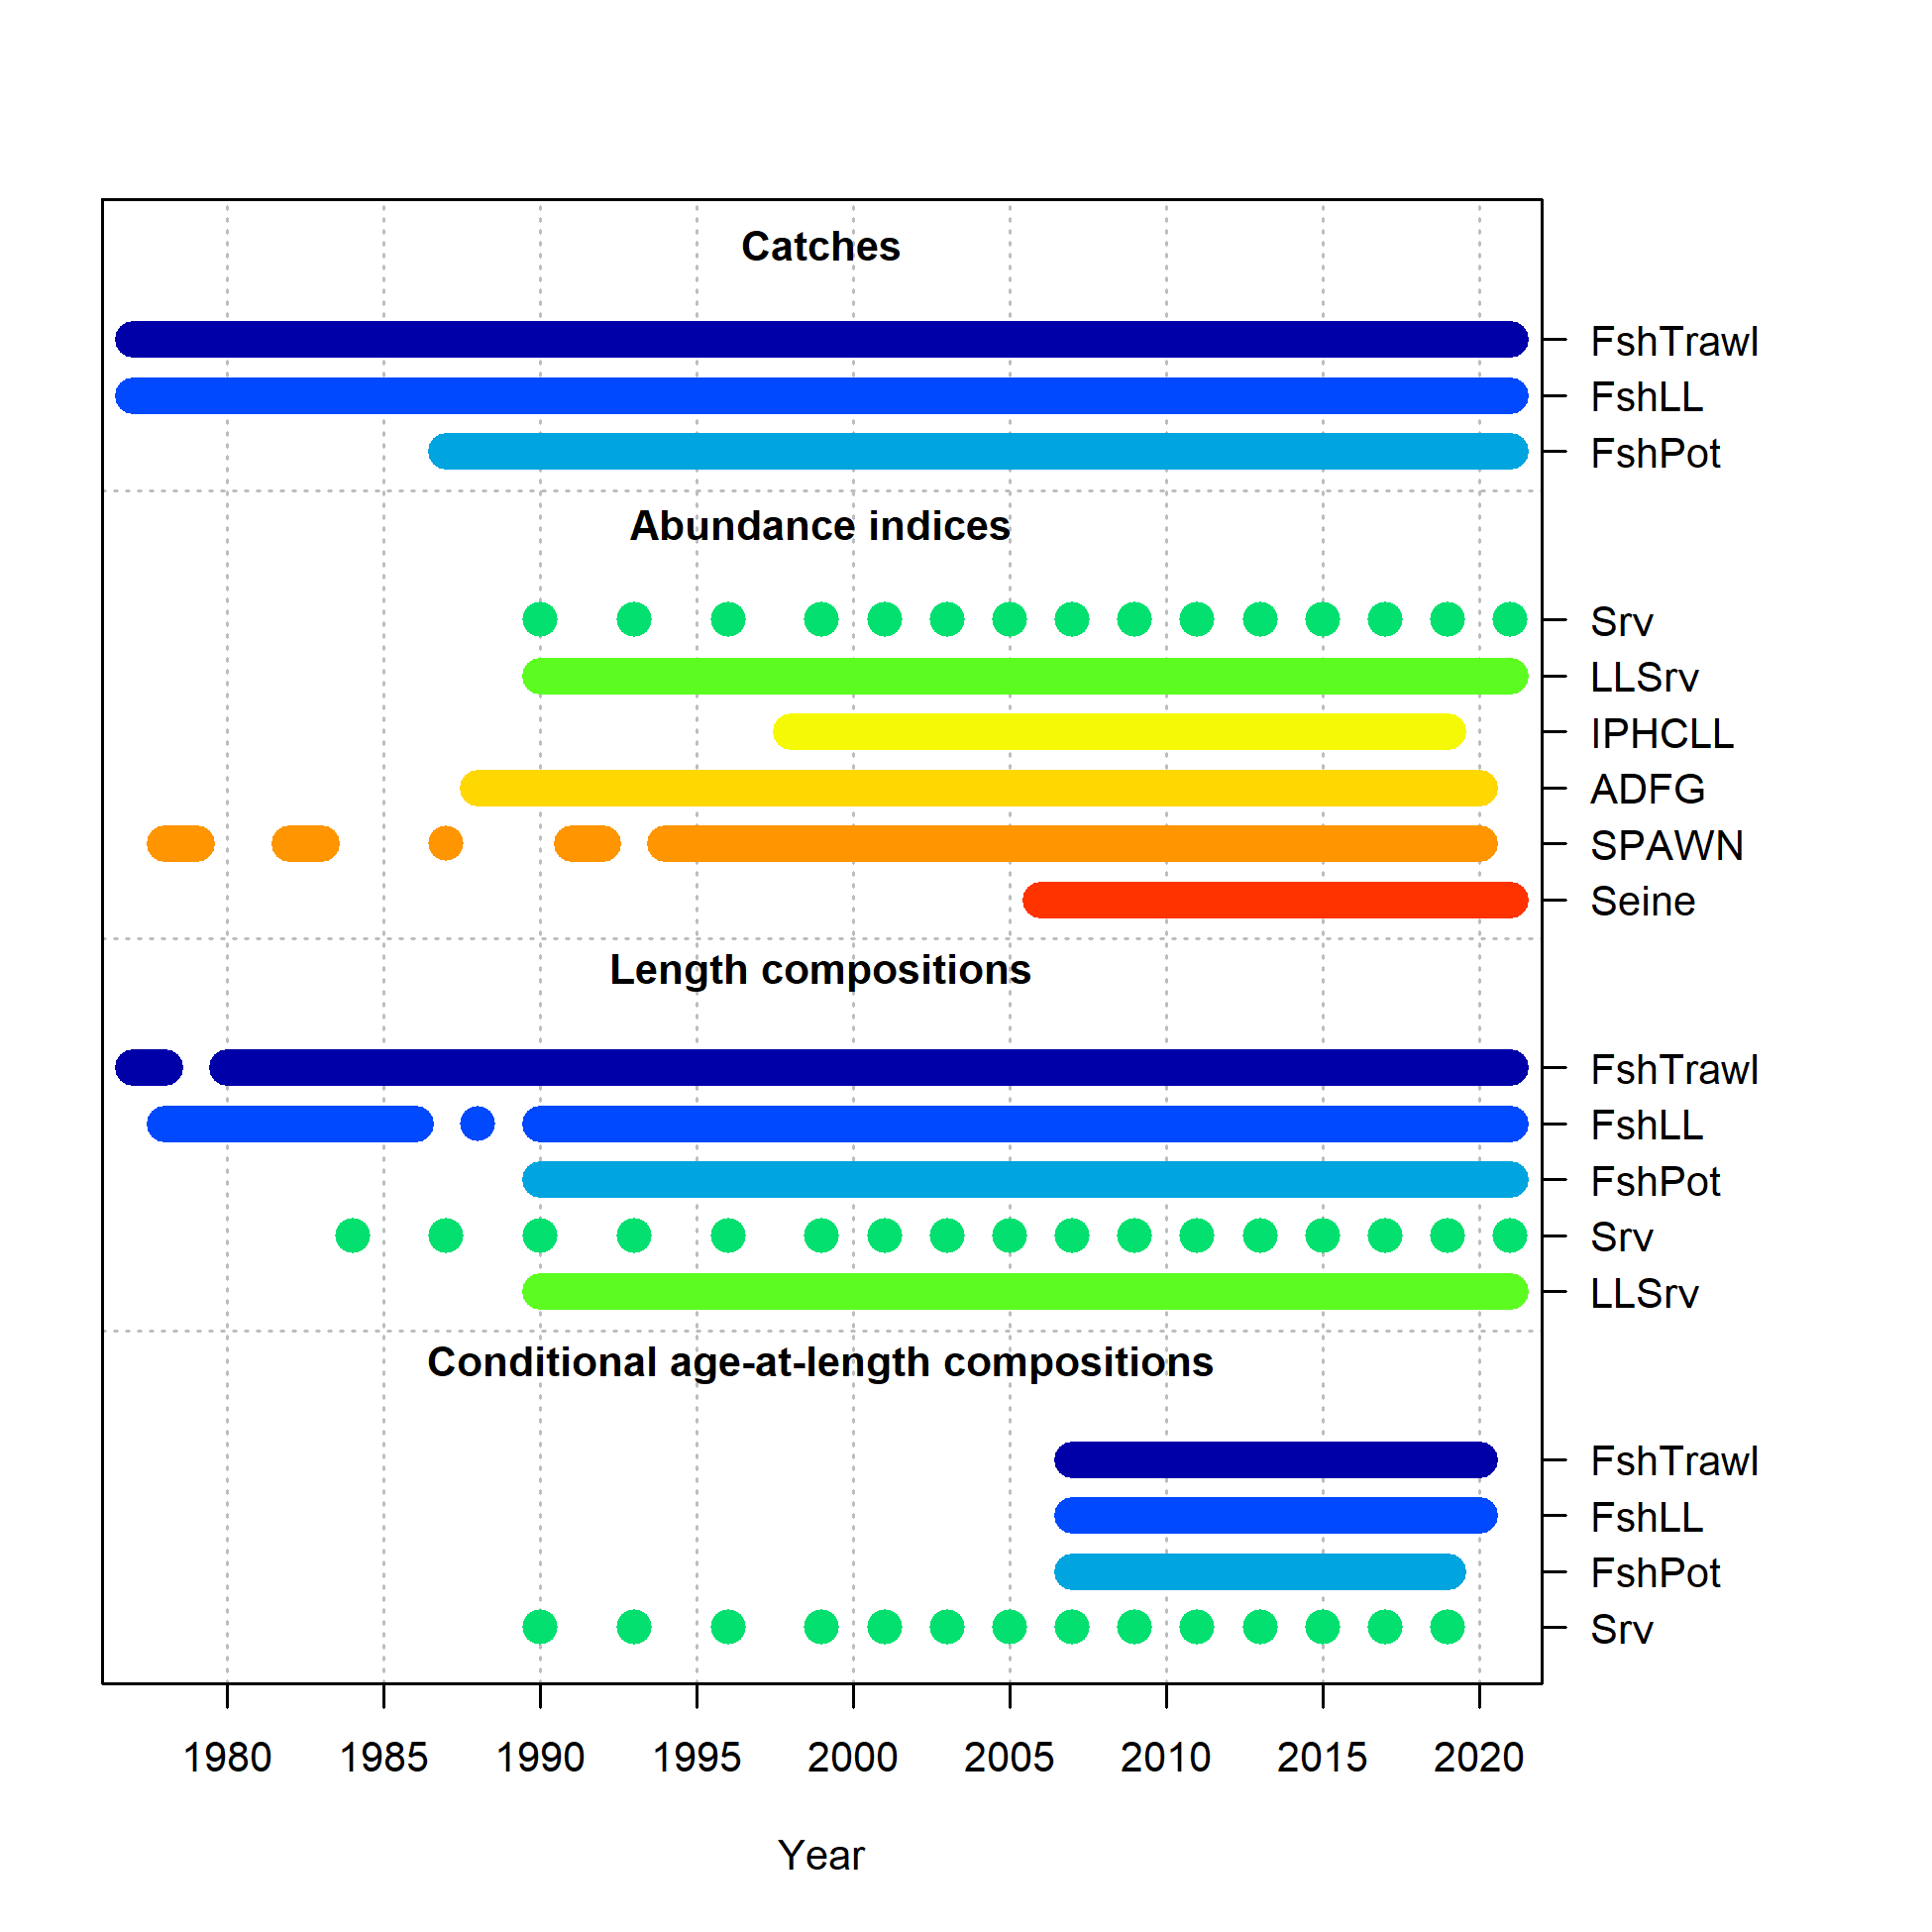 Catches
FshTrawl
FshLL
FshPot
Abundance indices
Srv
LLSrv
IPHCLL
ADFG
SPAWN
Seine
Length compositions
FshTrawl
FshLL
FshPot
Srv
LLSrv
Conditional age-at-length compositions
FshTrawl
FshLL
FshPot
Srv
1980 1985 1990 1995 2000 2005 2010 2015 2020
Year